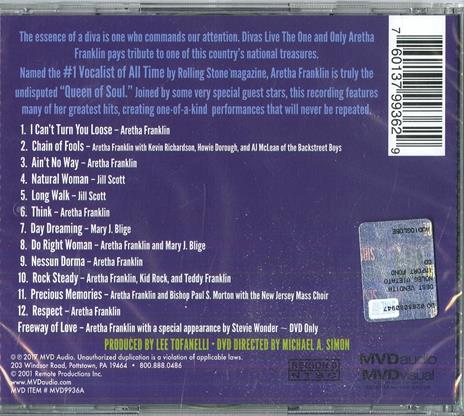 The essence of a diva is one who commands our attention. Divas Live The One and Only Aretha
Franklin pays tribute to one of this country's national treasures.
Named the #1 Vocalist of All Time by Rolling Stone magazine, Aretha Franklin is truly the
undisputed "Queen of Soul." Joined by some very special guest stars, this recording features
many of her greatest hits, creating one-of-a-kind performances that will never be repeated.
7 60137 99362 9
1. I Can't Turn You Loose – Aretha Franklin
2. Chain of Fools – Aretha Franklin with Kevin Richardson, Howie Dorough, and AJ McLean of the Backstreet Boys
3. Ain't No Way – Aretha Franklin
4. Natural Woman – Jill Scott
5. Long Walk – Jill Scott
6. Think – Aretha Franklin
7. Day Dreaming – Mary J. Blige
8. Do Right Woman – Aretha Franklin and Mary J. Blige
9. Nessun Dorma – Aretha Franklin
10. Rock Steady – Aretha Franklin, Kid Rock, and Teddy Franklin
11. Precious Memories – Aretha Franklin and Bishop Paul S. Morton with the New Jersey Mass Choir
12. Respect – Aretha Franklin
Freeway of Love – Aretha Franklin with a special appearance by Stevie Wonder ~ DVD Only
PRODUCED BY LEE TOFANELLI • DVD DIRECTED BY MICHAEL A. SIMON
℗ © 2017 MVD Audio. Unauthorized duplication is a violation of applicable laws.
203 Windsor Road, Pottstown, PA 19464 • 800.888.0486
© 2001 Remote Productions Inc.
www.MVDaudio.com
MVD ITEM # MVD9936A
REGION 0
NTSC
MVDaudio
MVDvisual